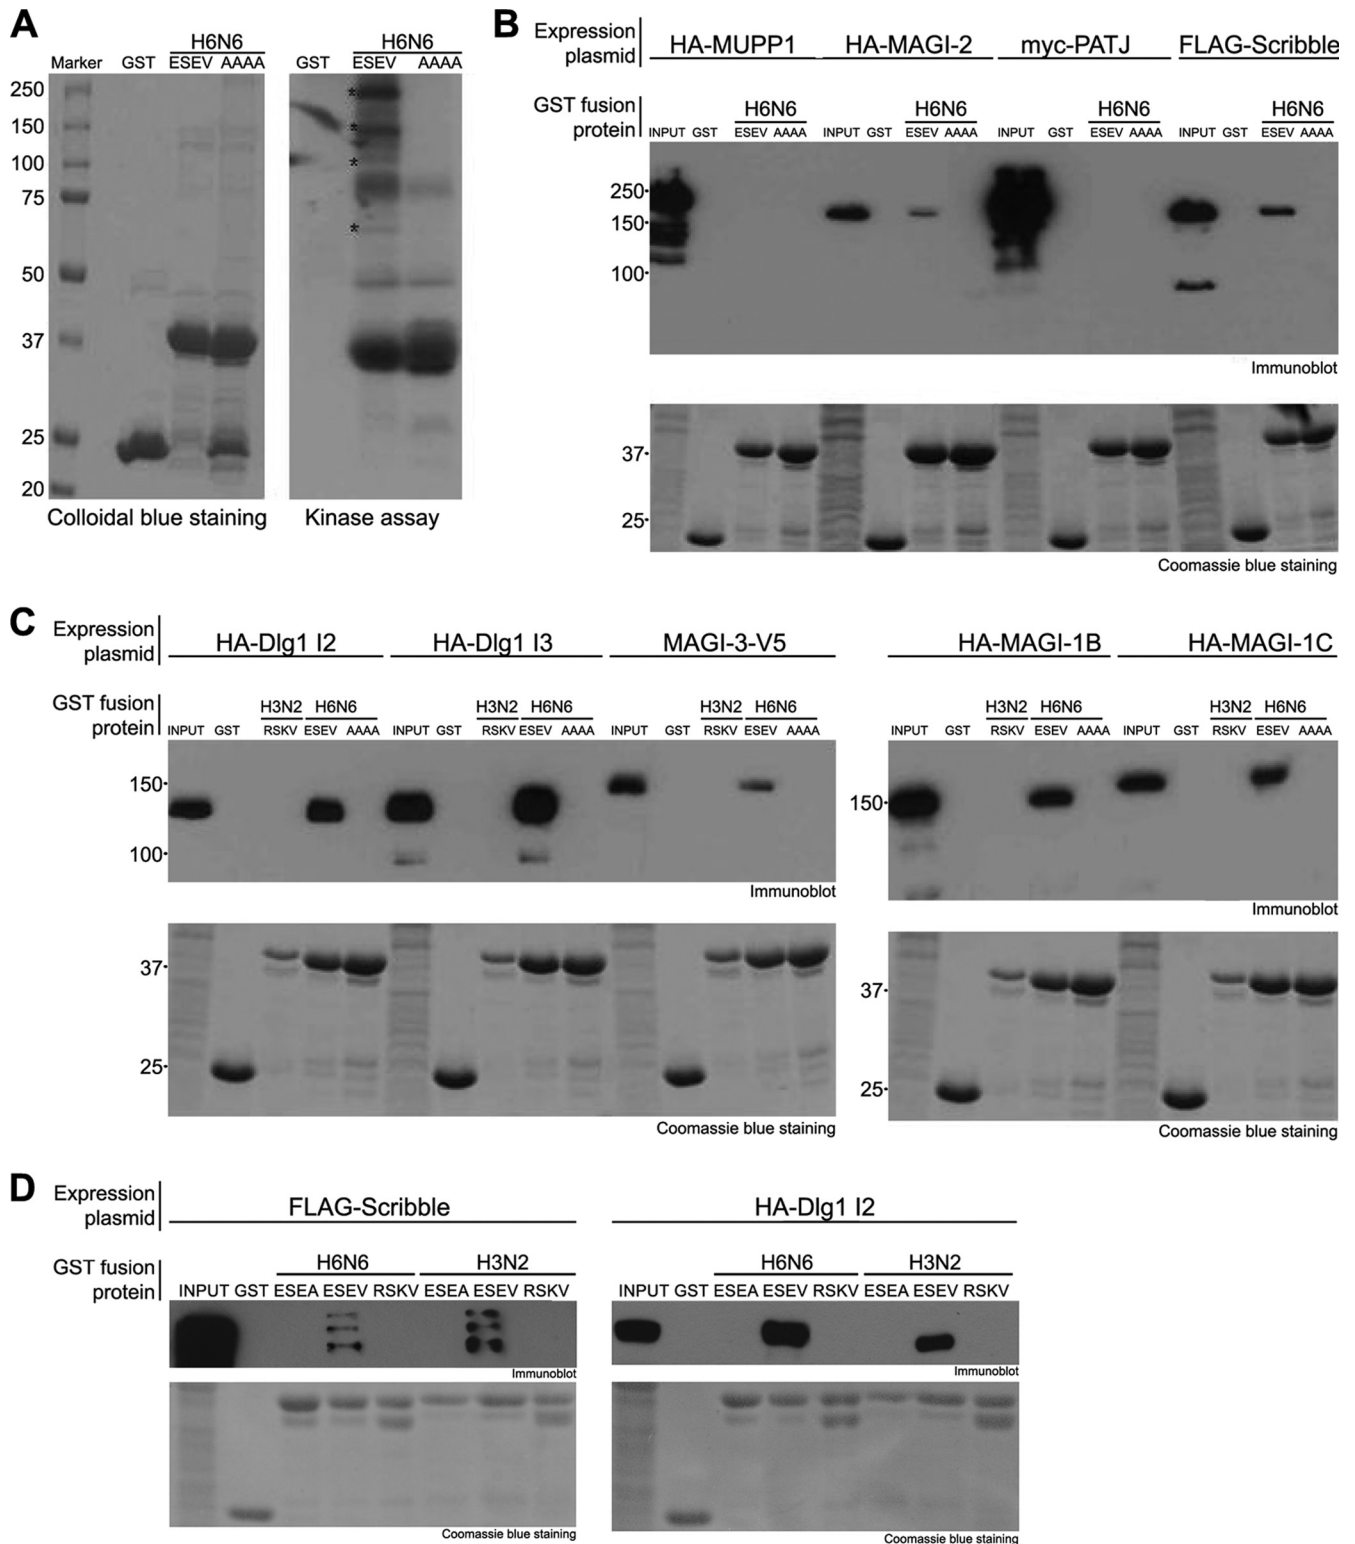 A
H6N6
Marker GST ESEV AAAA
250
150
100
75
50
37
25
20
Colloidal blue staining
H6N6
GST ESEV AAAA
*
*
*
*
Kinase assay
B
Expression plasmid
HA-MUPP1 HA-MAGI-2 myc-PATJ FLAG-Scribble
GST fusion protein
H6N6 H6N6 H6N6 H6N6
INPUT GST ESEV AAAA INPUT GST ESEV AAAA INPUT GST ESEV AAAA INPUT GST ESEV AAAA
250
150
100
Immunoblot
37
25
Coomassie blue staining
C
Expression plasmid
HA-Dlg1 I2 HA-Dlg1 I3 MAGI-3-V5 HA-MAGI-1B HA-MAGI-1C
GST fusion protein
H3N2 H6N6 H3N2 H6N6 H3N2 H6N6 H3N2 H6N6 H3N2 H6N6
INPUT GST RSKV ESEV AAAA INPUT GST RSKV ESEV AAAA INPUT GST RSKV ESEV AAAA INPUT GST RSKV ESEV AAAA INPUT GST RSKV ESEV AAAA
150
100
Immunoblot
150
Immunoblot
37
25
Coomassie blue staining
37
25
Coomassie blue staining
D
Expression plasmid
FLAG-Scribble HA-Dlg1 I2
GST fusion protein
H6N6 H3N2 H6N6 H3N2
INPUT GST ESEA ESEV RSKV ESEA ESEV RSKV INPUT GST ESEA ESEV RSKV ESEA ESEV RSKV
Immunoblot Immunoblot
Coomassie blue staining Coomassie blue staining